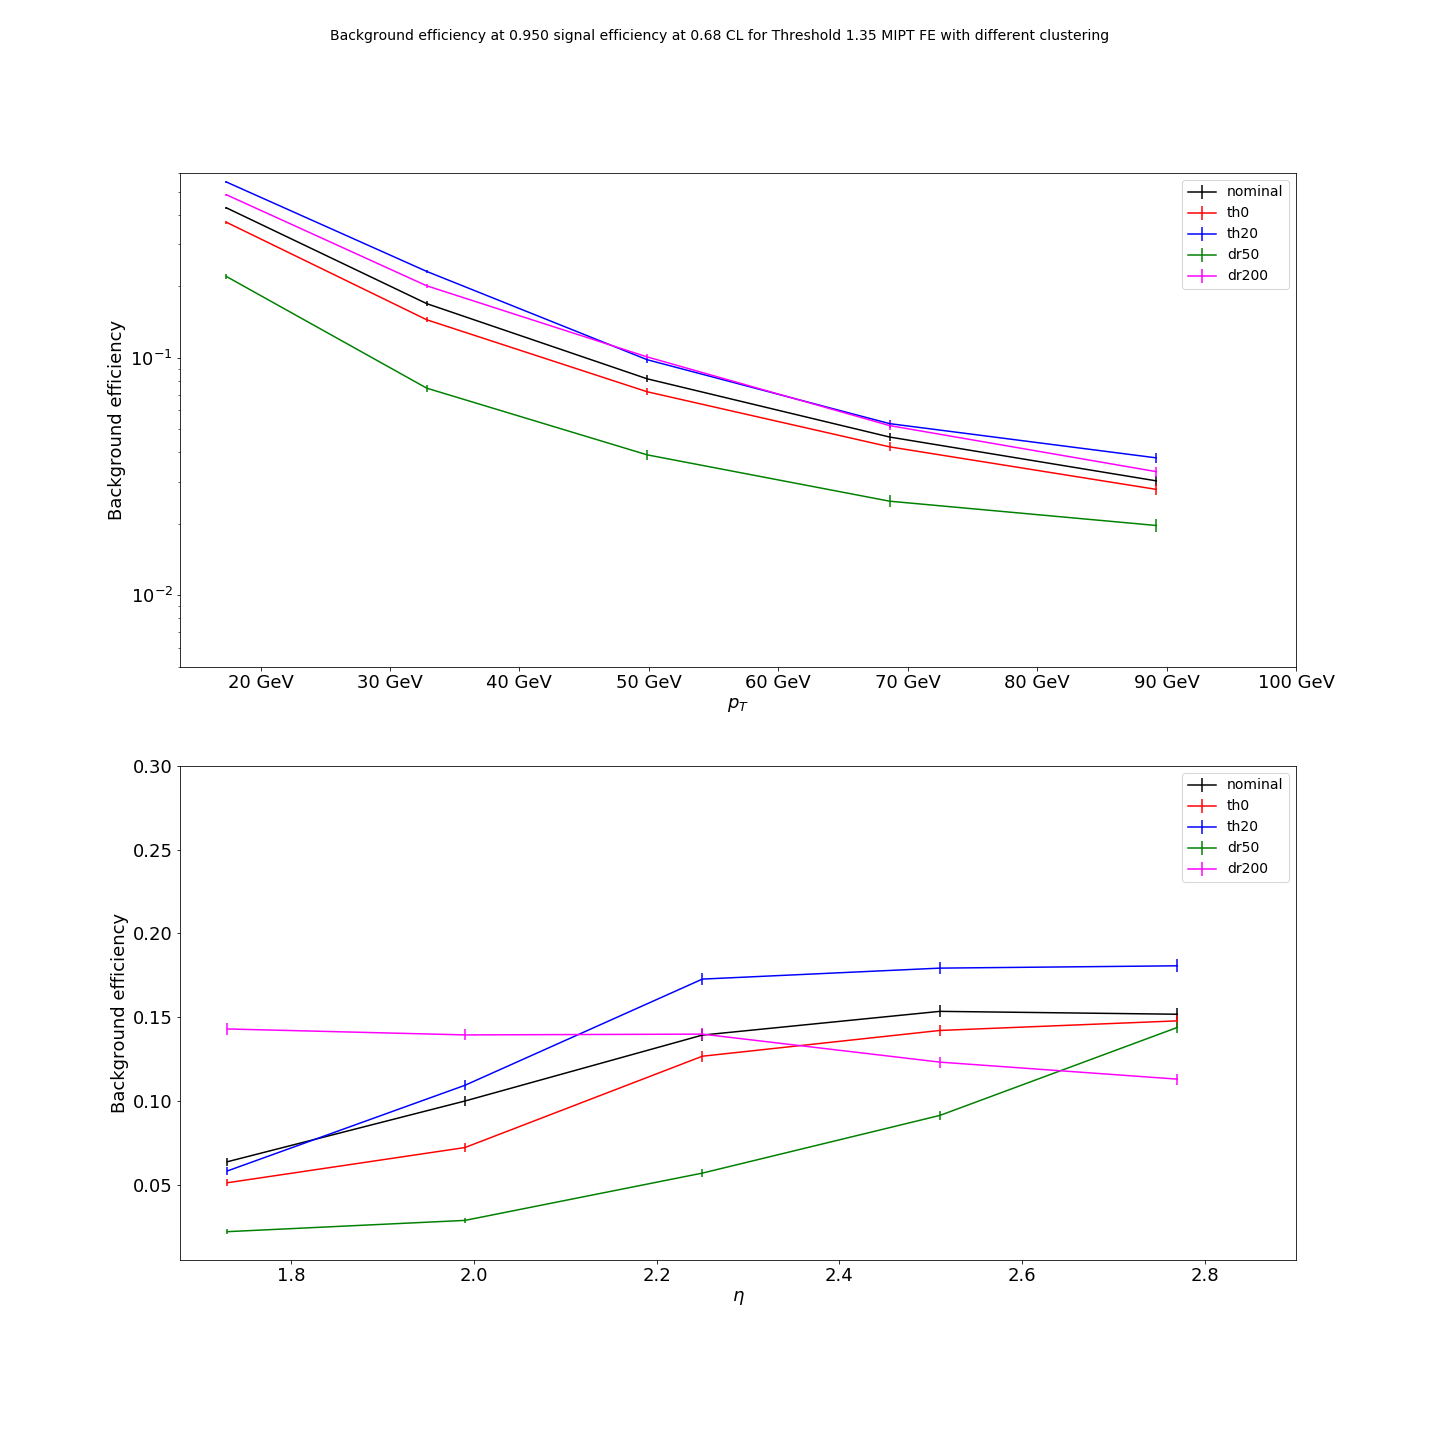 Background efficiency at 0.950 signal efficiency at 0.68 CL for Threshold 1.35 MIPT FE with different clustering
nominal
th0
th20
dr50
dr200
Background efficiency
10⁻¹
10⁻²
20 GeV 30 GeV 40 GeV 50 GeV 60 GeV 70 GeV 80 GeV 90 GeV 100 GeV
p_T
0.30
0.25
0.20
0.15
0.10
0.05
Background efficiency
nominal
th0
th20
dr50
dr200
1.8 2.0 2.2 2.4 2.6 2.8
η